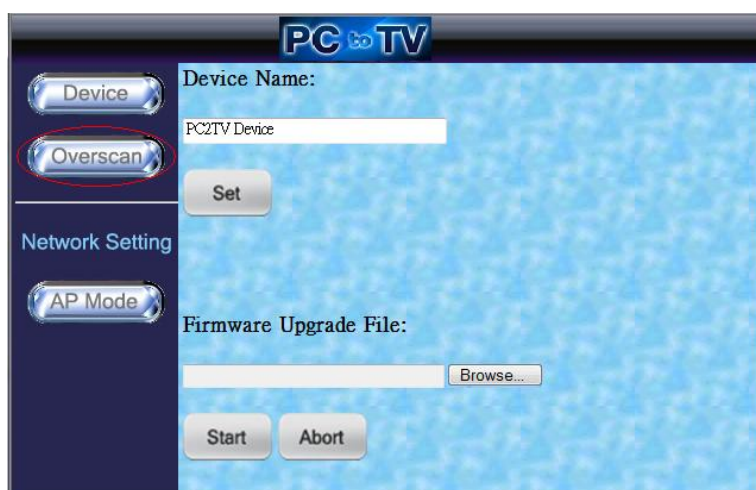 PC to TV
Device
Overscan
Network Setting
AP Mode
Device Name:
PC2TV Device
Set
Firmware Upgrade File:
Browse...
Start
Abort